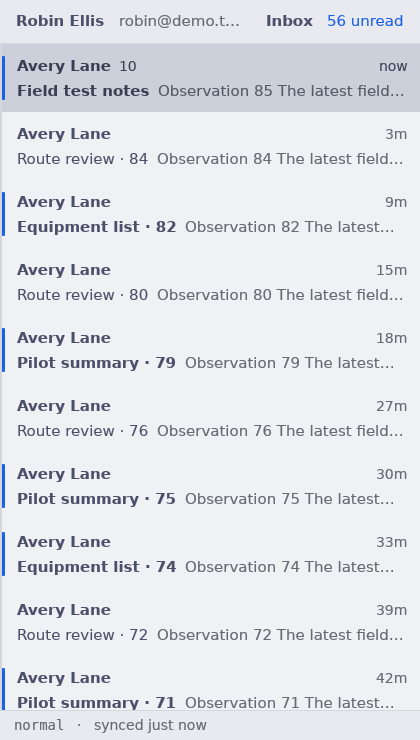 Robin Ellis robin@demo.t... Inbox 56 unread
Avery Lane 10 now
Field test notes Observation 85 The latest field...
Avery Lane 3m
Route review · 84 Observation 84 The latest field...
Avery Lane 9m
Equipment list · 82 Observation 82 The latest...
Avery Lane 15m
Route review · 80 Observation 80 The latest field...
Avery Lane 18m
Pilot summary · 79 Observation 79 The latest...
Avery Lane 27m
Route review · 76 Observation 76 The latest field...
Avery Lane 30m
Pilot summary · 75 Observation 75 The latest...
Avery Lane 33m
Equipment list · 74 Observation 74 The latest...
Avery Lane 39m
Route review · 72 Observation 72 The latest field...
Avery Lane 42m
Pilot summary · 71 Observation 71 The latest...
normal · synced just now